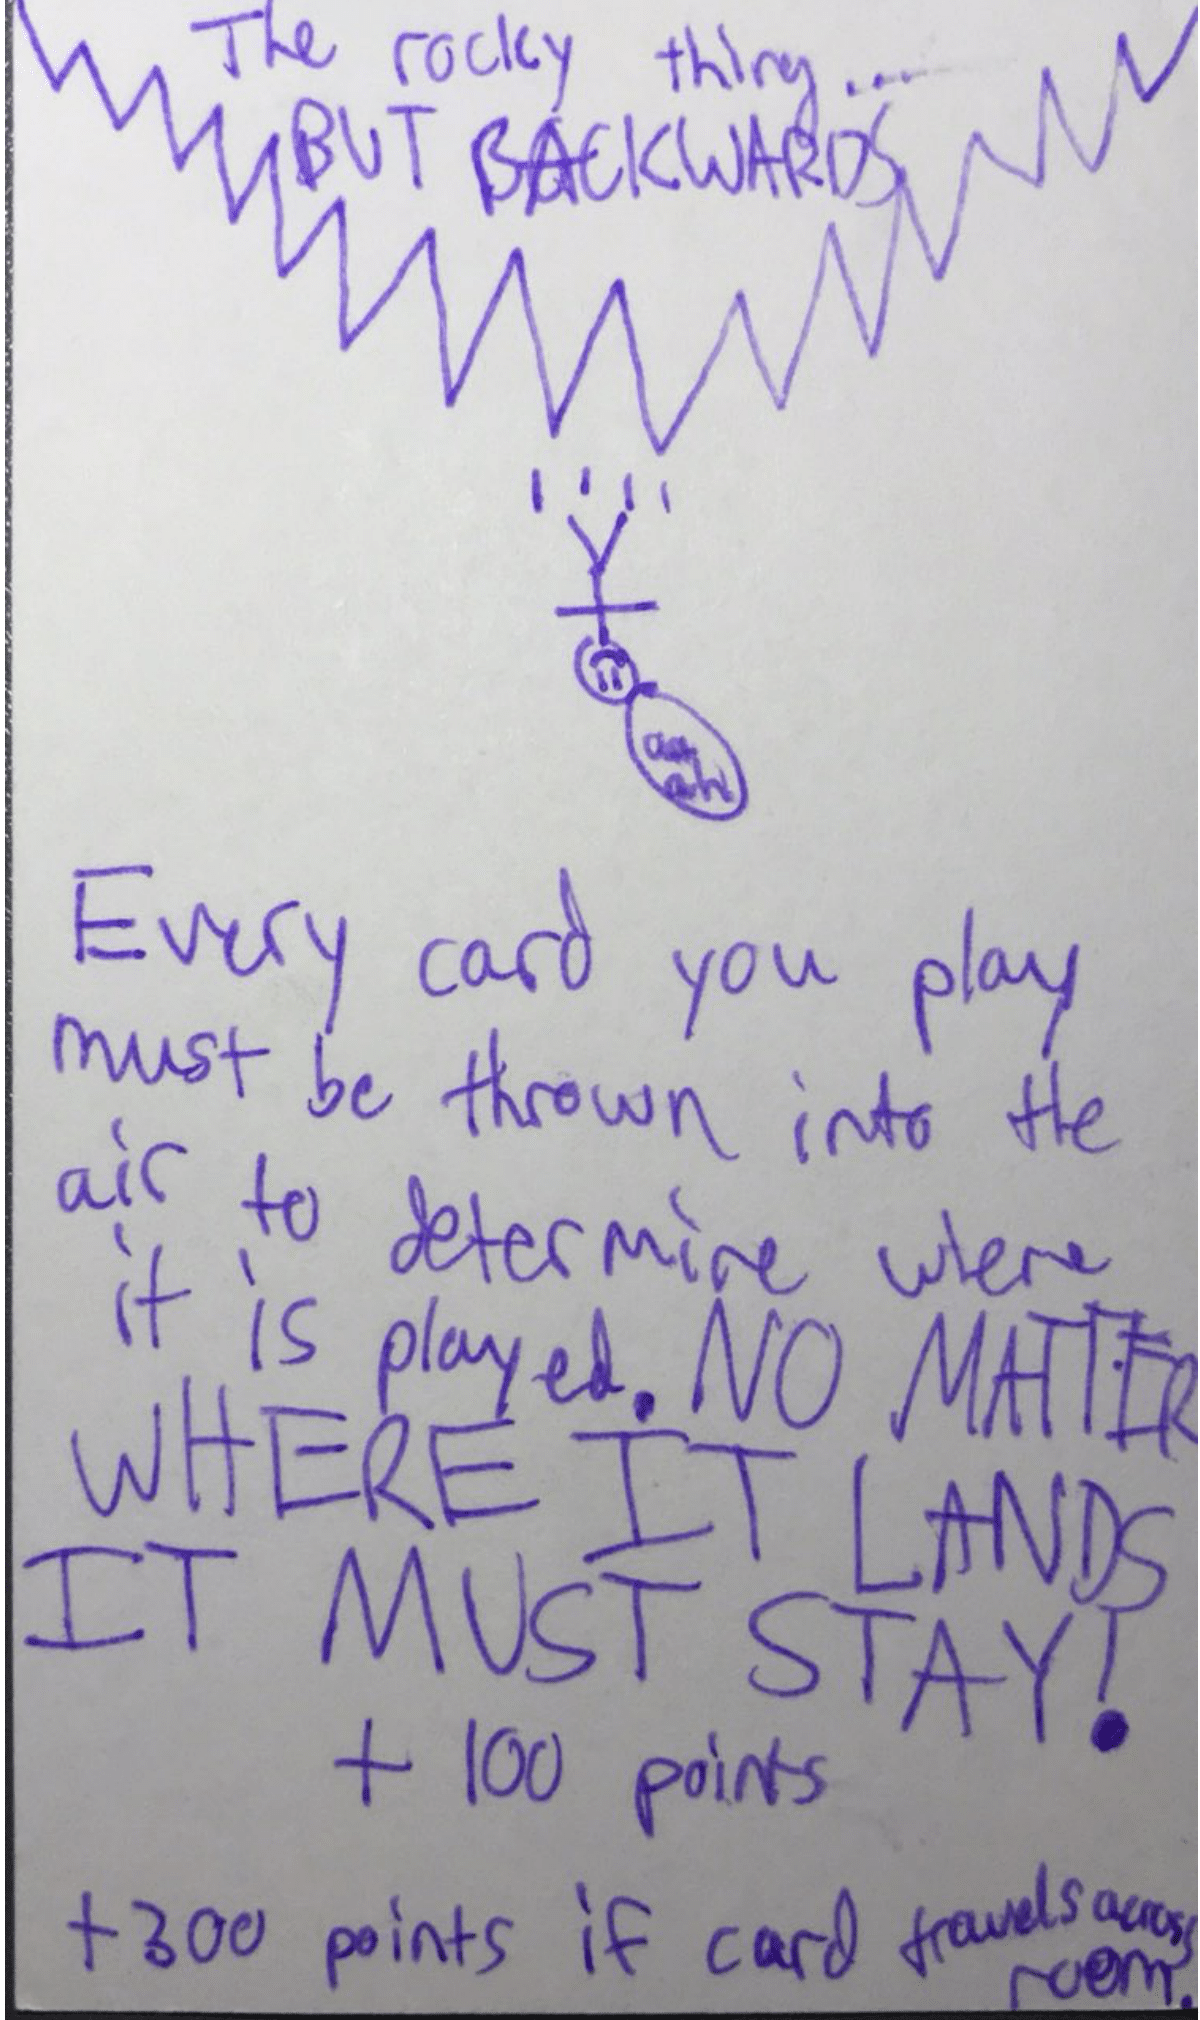 The rocky thing...
BUT BACKWARDS
aa
ah
Every card you play
must be thrown into the
air to determine where
it is played. NO MATTER
WHERE IT LANDS
IT MUST STAY!
+ 100 points
+300 points if card travels across
room.